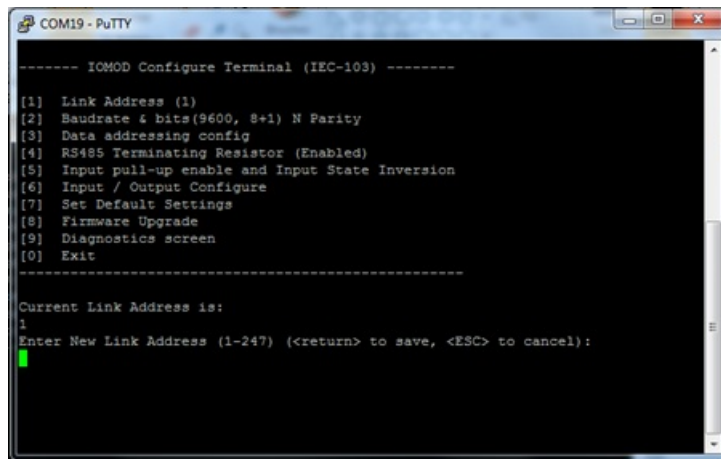 COM19 - PuTTY
------- IOMOD Configure Terminal (IEC-103) --------
[1] Link Address (1)
[2] Baudrate & bits(9600, 8+1) N Parity
[3] Data addressing config
[4] RS485 Terminating Resistor (Enabled)
[5] Input pull-up enable and Input State Inversion
[6] Input / Output Configure
[7] Set Default Settings
[8] Firmware Upgrade
[9] Diagnostics screen
[0] Exit
----------------------------------------------------
Current Link Address is:
1
Enter New Link Address (1-247) (<return> to save, <ESC> to cancel):